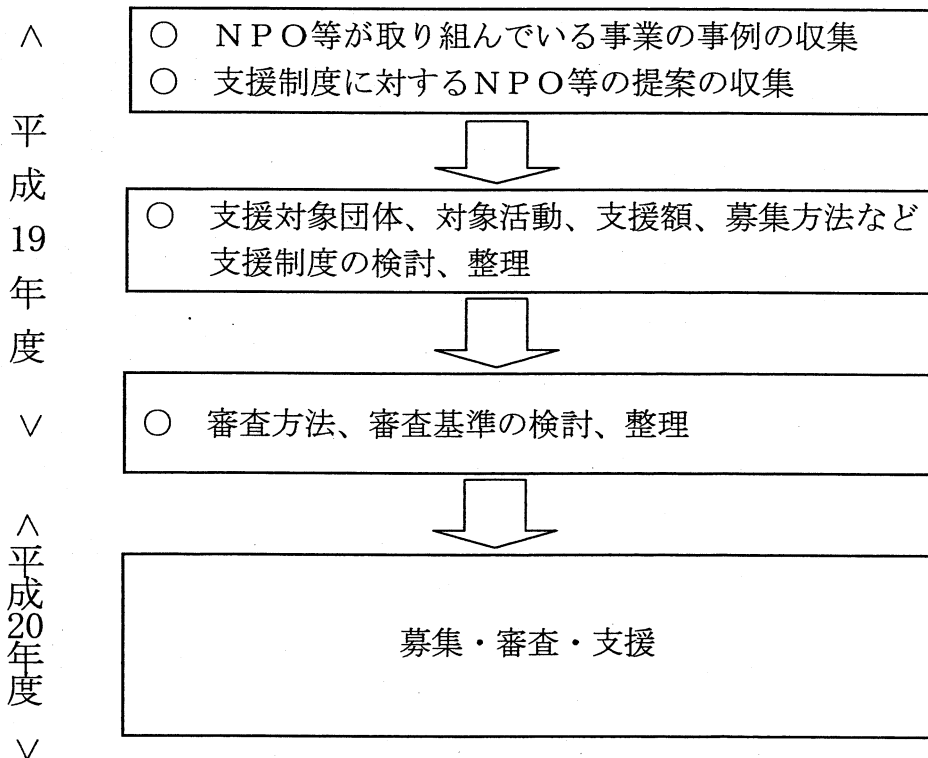 <平成19年度>
○ NPO等が取り組んでいる事業の事例の収集
○ 支援制度に対するNPO等の提案の収集
○ 支援対象団体、対象活動、支援額、募集方法など
支援制度の検討、整理
○ 審査方法、審査基準の検討、整理
<平成20年度>
募集・審査・支援